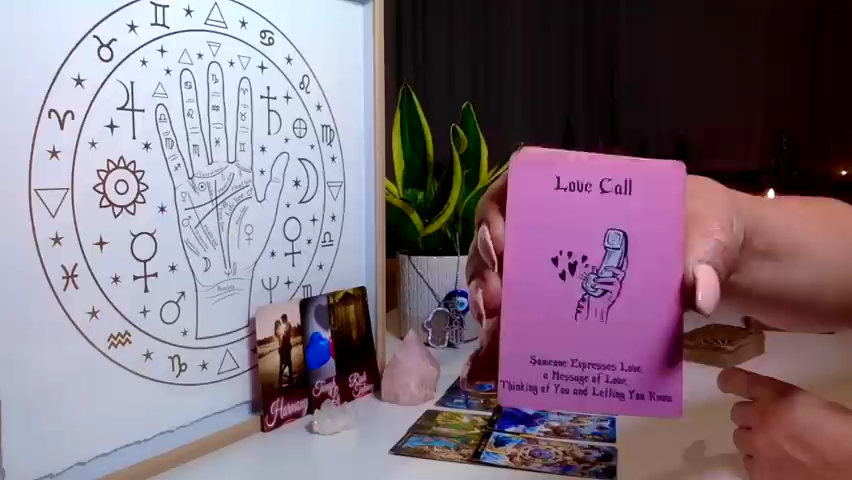 Love Call
Someone Expresses Love
a Message of Love
Thinking of You and Letting You Know
Harmony